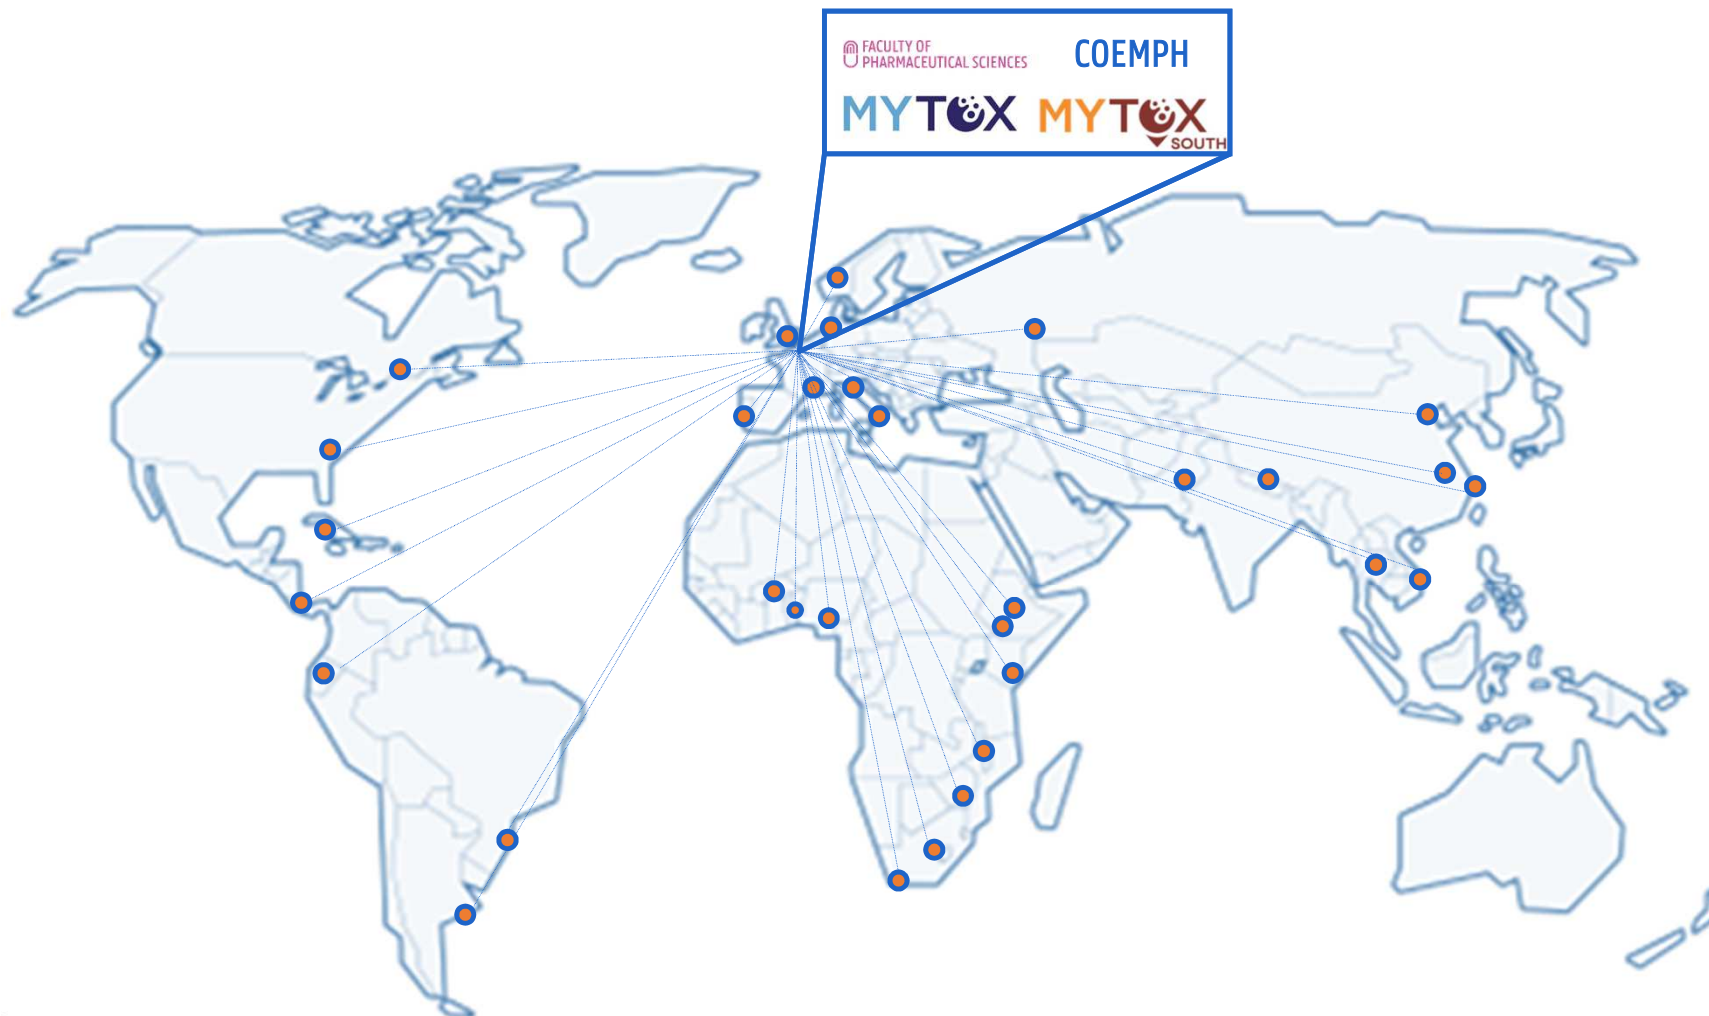 FACULTY OF
PHARMACEUTICAL SCIENCES
COEMPH
MYTOX
MYTOX
SOUTH